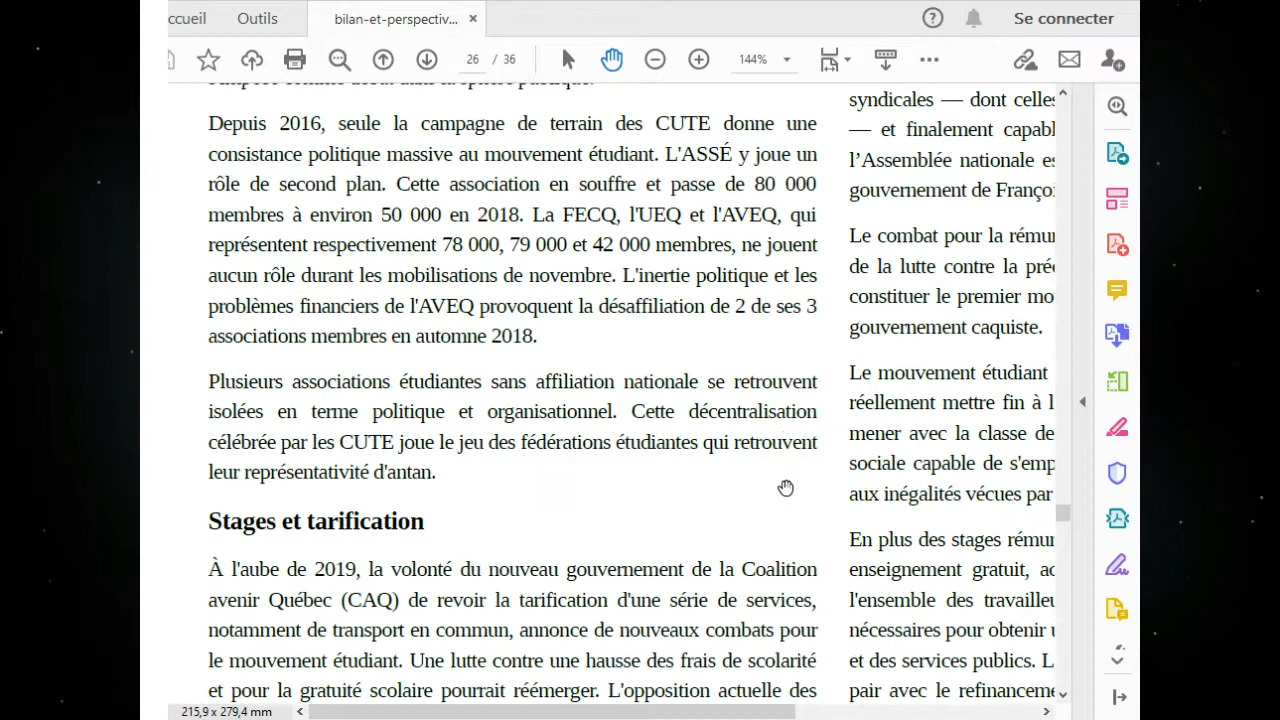 ccueil
Outils
bilan-et-perspectiv...
Se connecter
26 / 36
144%
Depuis 2016, seule la campagne de terrain des CUTE donne une
consistance politique massive au mouvement étudiant. L'ASSÉ y joue un
rôle de second plan. Cette association en souffre et passe de 80 000
membres à environ 50 000 en 2018. La FECQ, l'UEQ et l'AVEQ, qui
représentent respectivement 78 000, 79 000 et 42 000 membres, ne jouent
aucun rôle durant les mobilisations de novembre. L'inertie politique et les
problèmes financiers de l'AVEQ provoquent la désaffiliation de 2 de ses 3
associations membres en automne 2018.
Plusieurs associations étudiantes sans affiliation nationale se retrouvent
isolées en terme politique et organisationnel. Cette décentralisation
célébrée par les CUTE joue le jeu des fédérations étudiantes qui retrouvent
leur représentativité d'antan.
Stages et tarification
À l'aube de 2019, la volonté du nouveau gouvernement de la Coalition
avenir Québec (CAQ) de revoir la tarification d'une série de services,
notamment de transport en commun, annonce de nouveaux combats pour
le mouvement étudiant. Une lutte contre une hausse des frais de scolarité
et pour la gratuité scolaire pourrait réémerger. L'opposition actuelle des
syndicales — dont celles
— et finalement capabl
l’Assemblée nationale es
gouvernement de Françoi
Le combat pour la rémur
de la lutte contre la préc
constituer le premier mo
gouvernement caquiste.
Le mouvement étudiant
réellement mettre fin à l
mener avec la classe de
sociale capable de s'emp
aux inégalités vécues par
En plus des stages rémur
enseignement gratuit, ac
l'ensemble des travailleu
nécessaires pour obtenir u
et des services publics. L
pair avec le refinanceme
215,9 x 279,4 mm